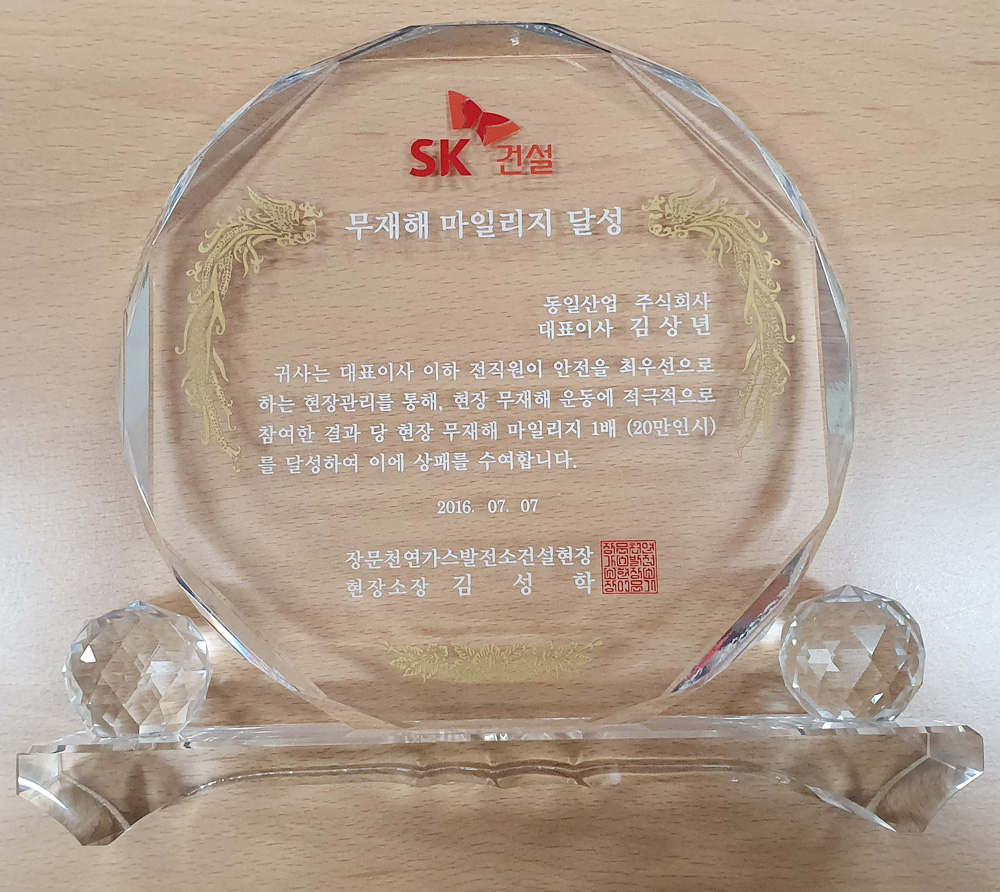 SK 건설
무재해 마일리지 달성
동일산업 주식회사
대표이사 김 상 년
귀사는 대표이사 이하 전직원이 안전을 최우선으로
하는 현장관리를 통해, 현장 무재해 운동에 적극적으로
참여한 결과 당 현장 무재해 마일리지 1배 (20만인시)
를 달성하여 이에 상패를 수여합니다.
2016. 07. 07
장문천연가스발전소건설현장
현장소장 김 성 학